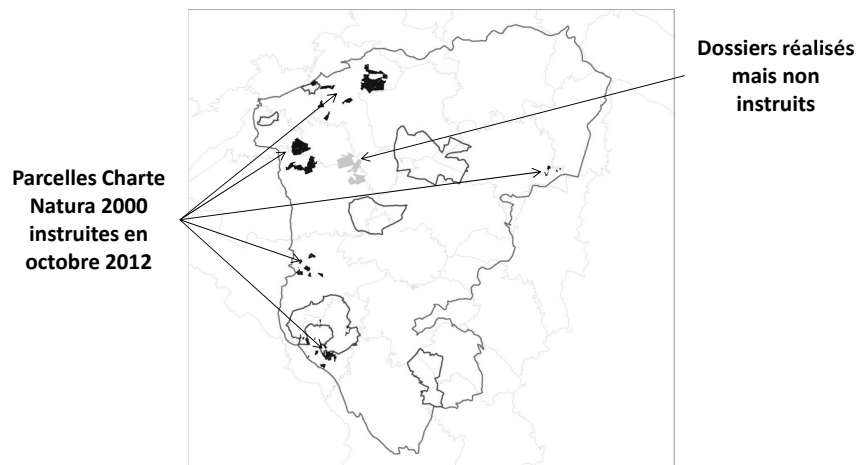 Dossiers réalisés
mais non
instruits
Parcelles Charte
Natura 2000
instruites en
octobre 2012